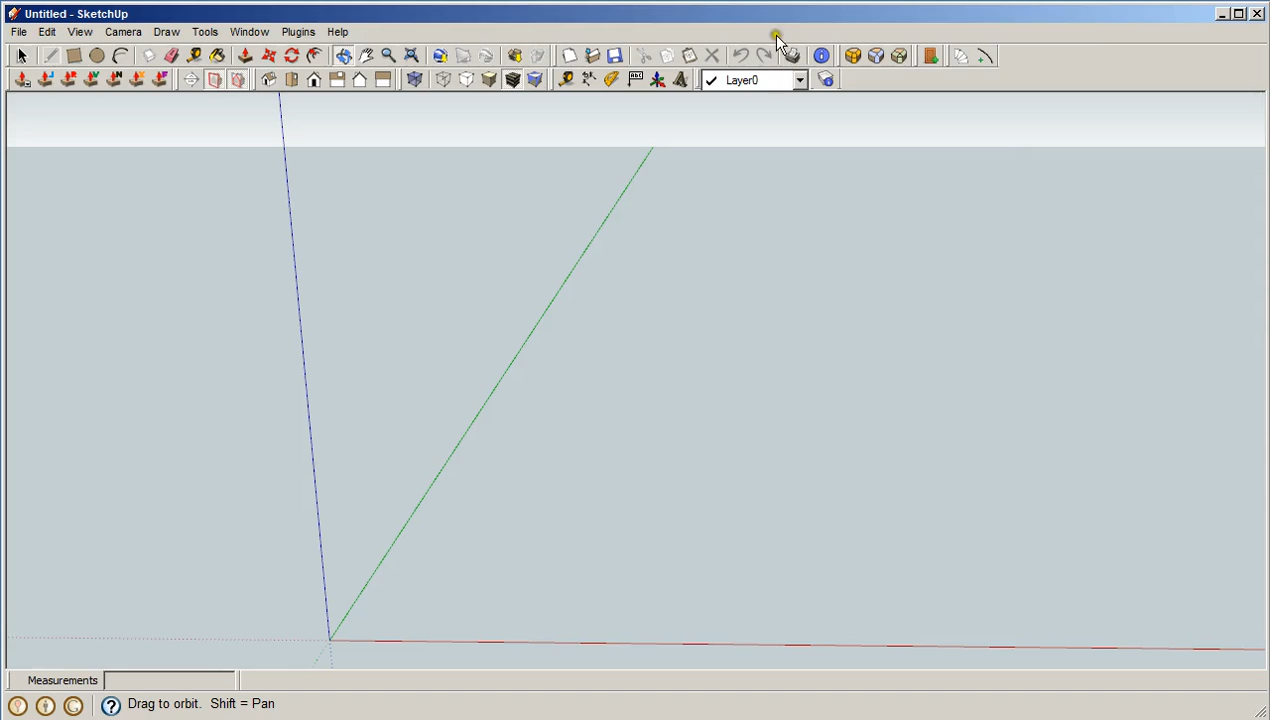 Untitled - SketchUp
File Edit View Camera Draw Tools Window Plugins Help
Layer0
Measurements
Drag to orbit. Shift = Pan